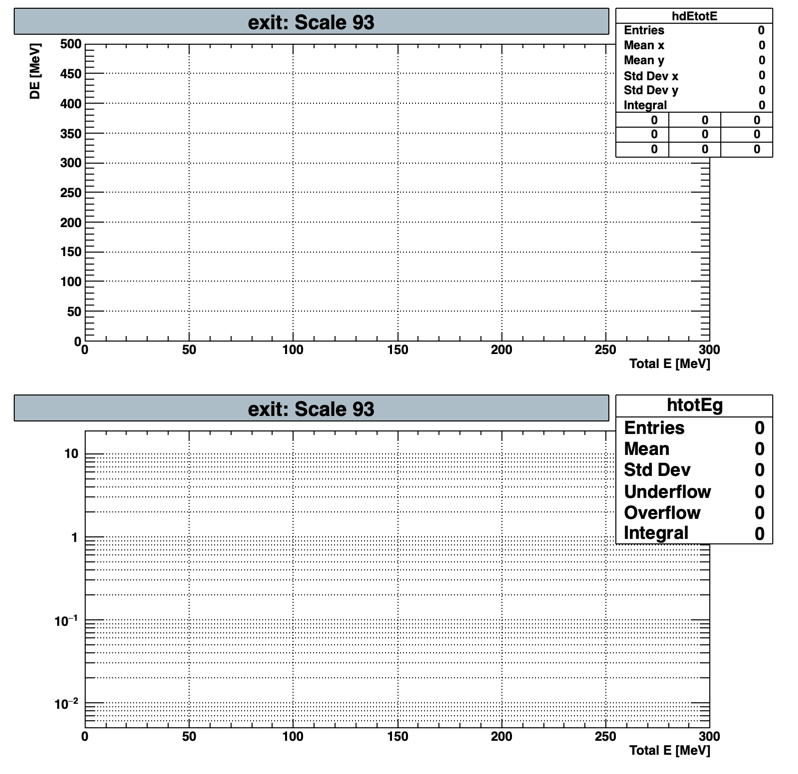 exit: Scale 93
hdEtotE
Entries 0
Mean x 0
Mean y 0
Std Dev x 0
Std Dev y 0
Integral 0
0 0 0
0 0 0
0 0 0
DE [MeV]
500
450
400
350
300
250
200
150
100
50
0
0 50 100 150 200 250 300
Total E [MeV]
exit: Scale 93
htotEg
Entries 0
Mean 0
Std Dev 0
Underflow 0
Overflow 0
Integral 0
10
1
10⁻¹
10⁻²
0 50 100 150 200 250 300
Total E [MeV]